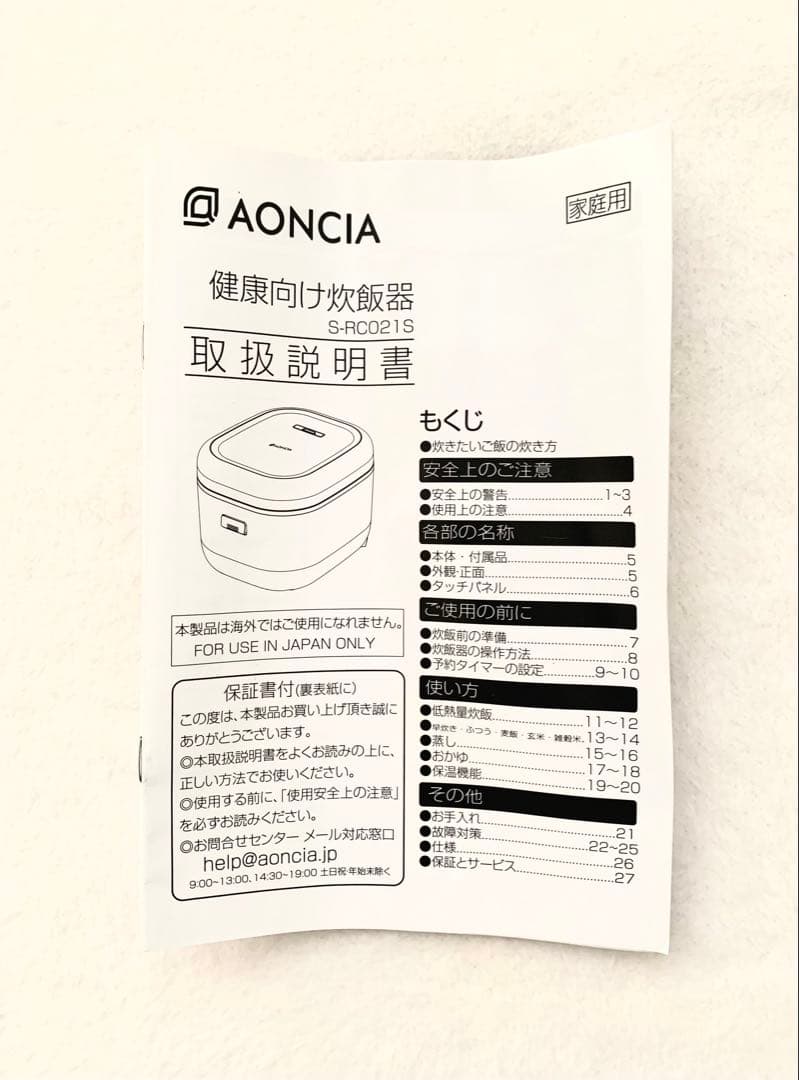 AONCIA
家庭用
健康向け炊飯器
S-RC021S
取扱説明書
AONCIA
本製品は海外ではご使用になれません。
FOR USE IN JAPAN ONLY
保証書付(裏表紙に)
この度は、本製品お買い上げ頂き誠に
ありがとうございます。
◎本取扱説明書をよくお読みの上に、
正しい方法でお使いください。
◎使用する前に、「使用安全上の注意」
を必ずお読みください。
◎お問合せセンター メール対応窓口
help@aoncia.jp
9:00~13:00、14:30~19:00 土日祝・年始末除く
もくじ
●炊きたいご飯の炊き方
安全上のご注意
●安全上の警告 1~3
●使用上の注意 4
各部の名称
●本体・付属品 5
●外観·正面 5
●タッチパネル 6
ご使用の前に
●炊飯前の準備 7
●炊飯器の操作方法 8
●予約タイマーの設定 9~10
使い方
●低熱量炊飯 11~12
●早炊き・ふつう・麦飯・玄米・雑穀米 13~14
●蒸し 15~16
●おかゆ 17~18
●保温機能 19~20
その他
●お手入れ 21
●故障対策 22~25
●仕様 26
●保証とサービス 27